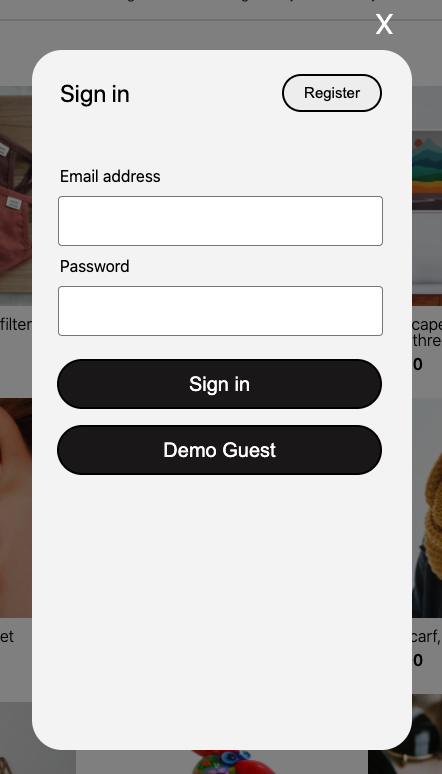 X
Sign in
Register
Email address
filter
Password
cape
thre
0
Sign in
Demo Guest
et
carf,
0